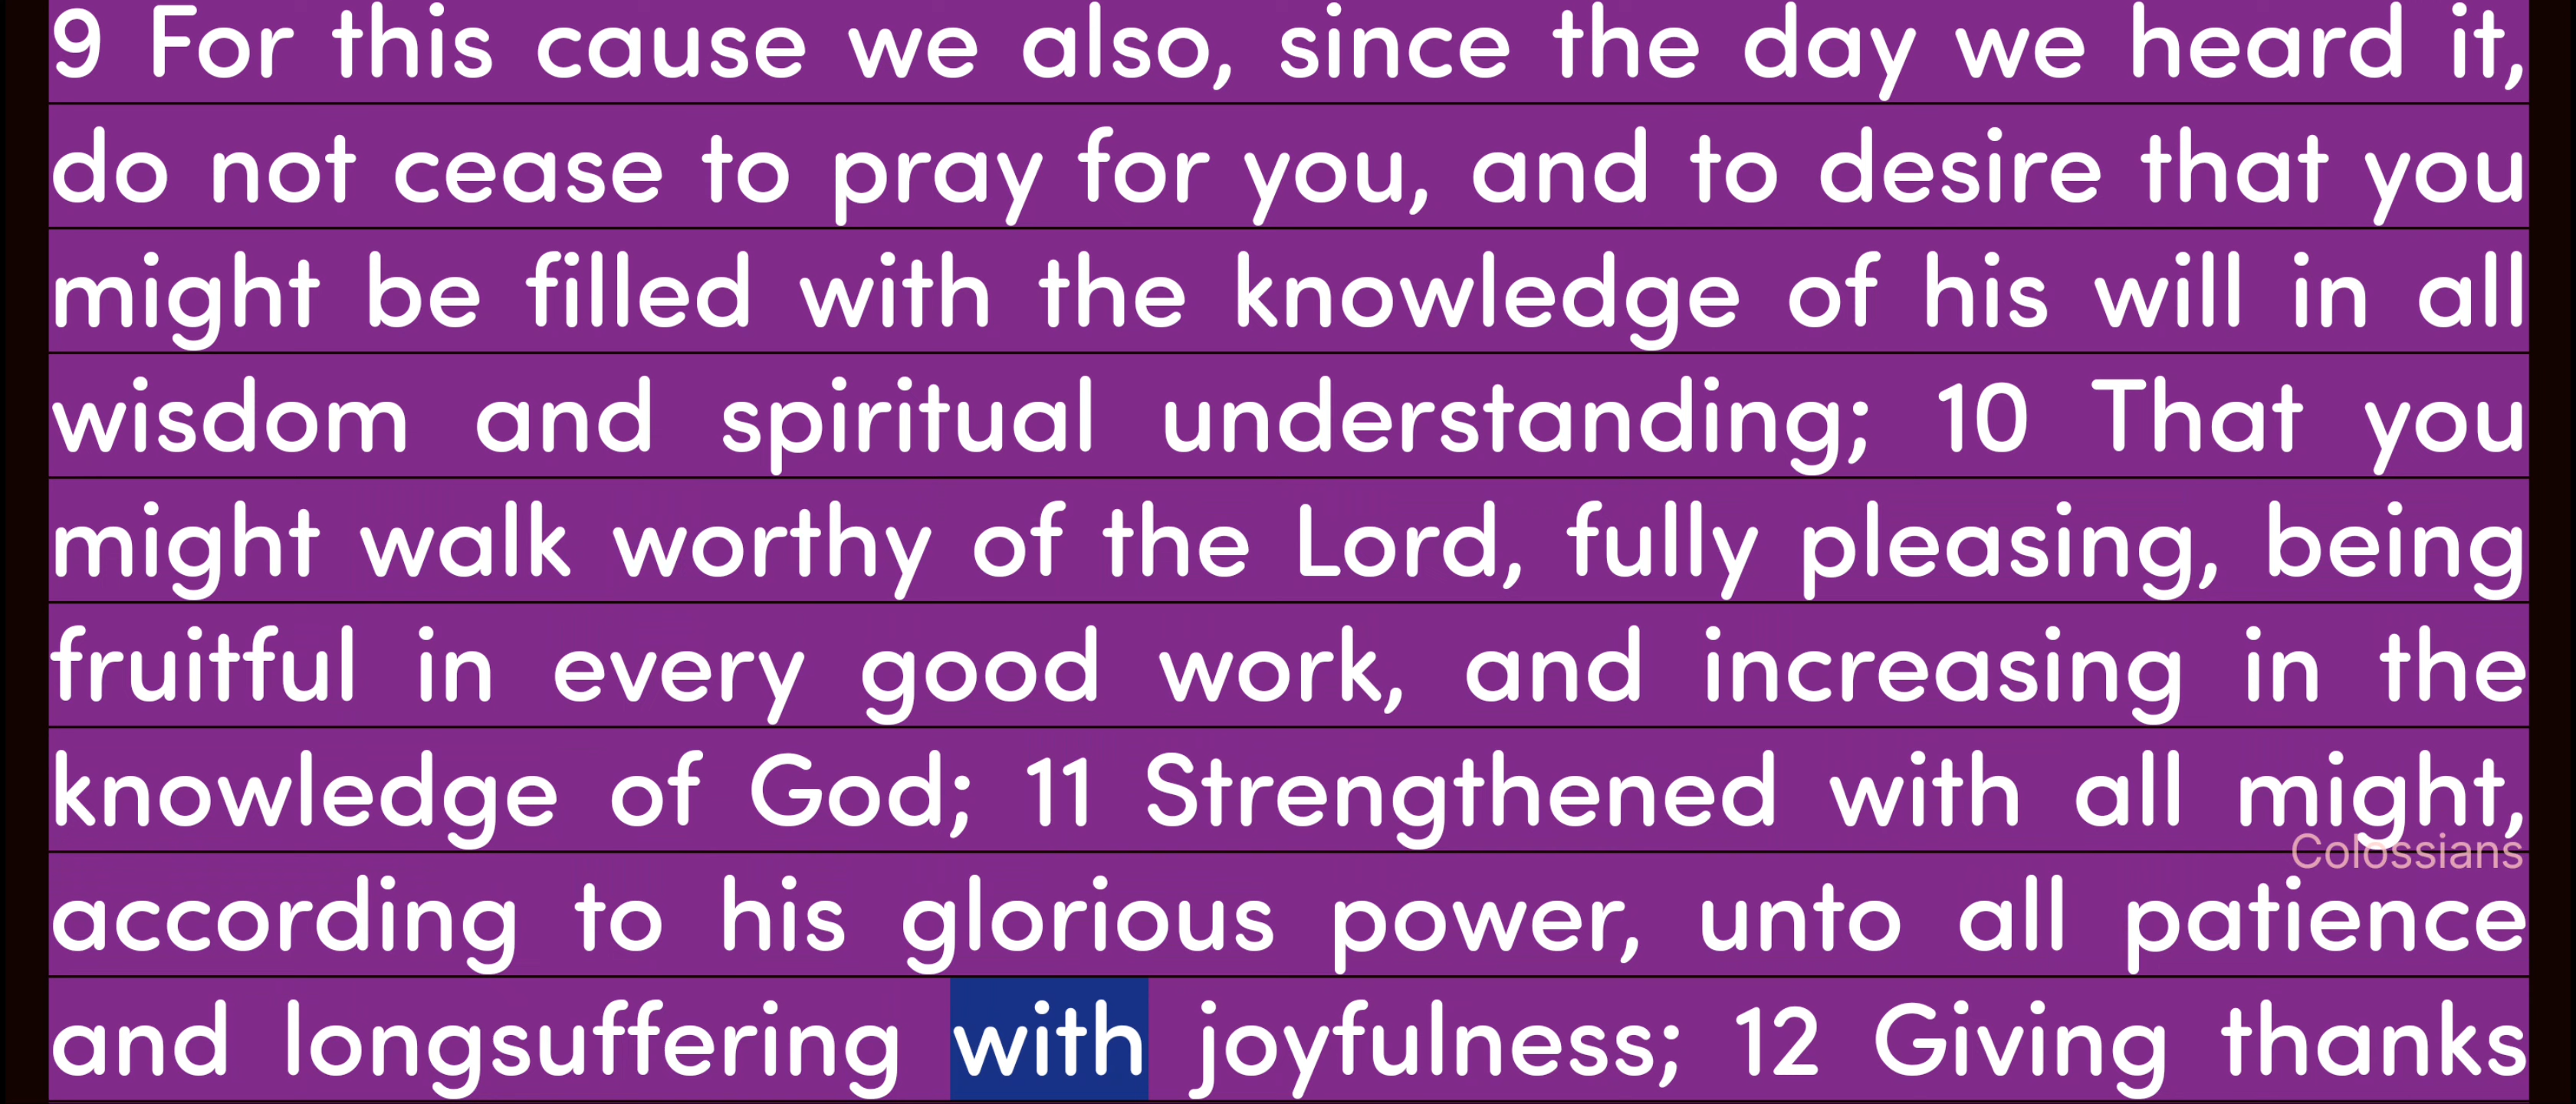 9 For this cause we also, since the day we heard it,
do not cease to pray for you, and to desire that you
might be filled with the knowledge of his will in all
wisdom and spiritual understanding; 10 That you
might walk worthy of the Lord, fully pleasing, being
fruitful in every good work, and increasing in the
knowledge of God; 11 Strengthened with all might,
Colossians
according to his glorious power, unto all patience
and longsuffering with joyfulness; 12 Giving thanks